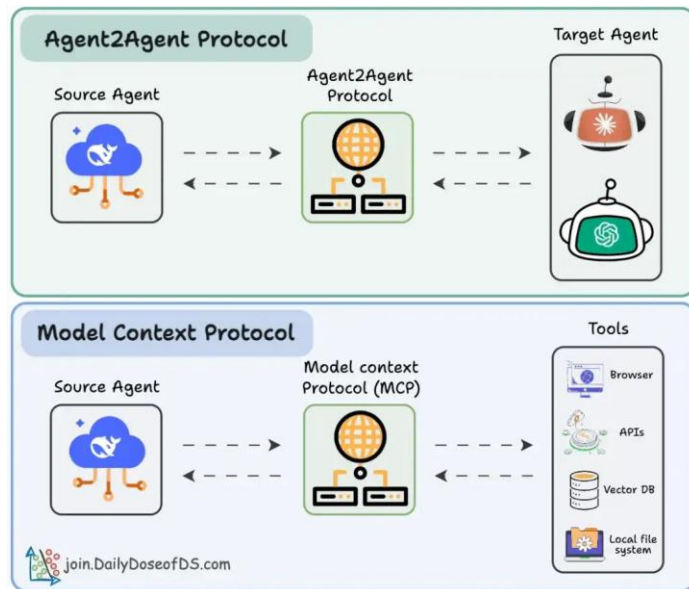 Agent2Agent Protocol
Target Agent
Source Agent
Agent2Agent
Protocol
Model Context Protocol
Tools
Source Agent
Model context
Protocol (MCP)
Browser
APIs
Vector DB
Local file
system
join.DailyDoseofDS.com